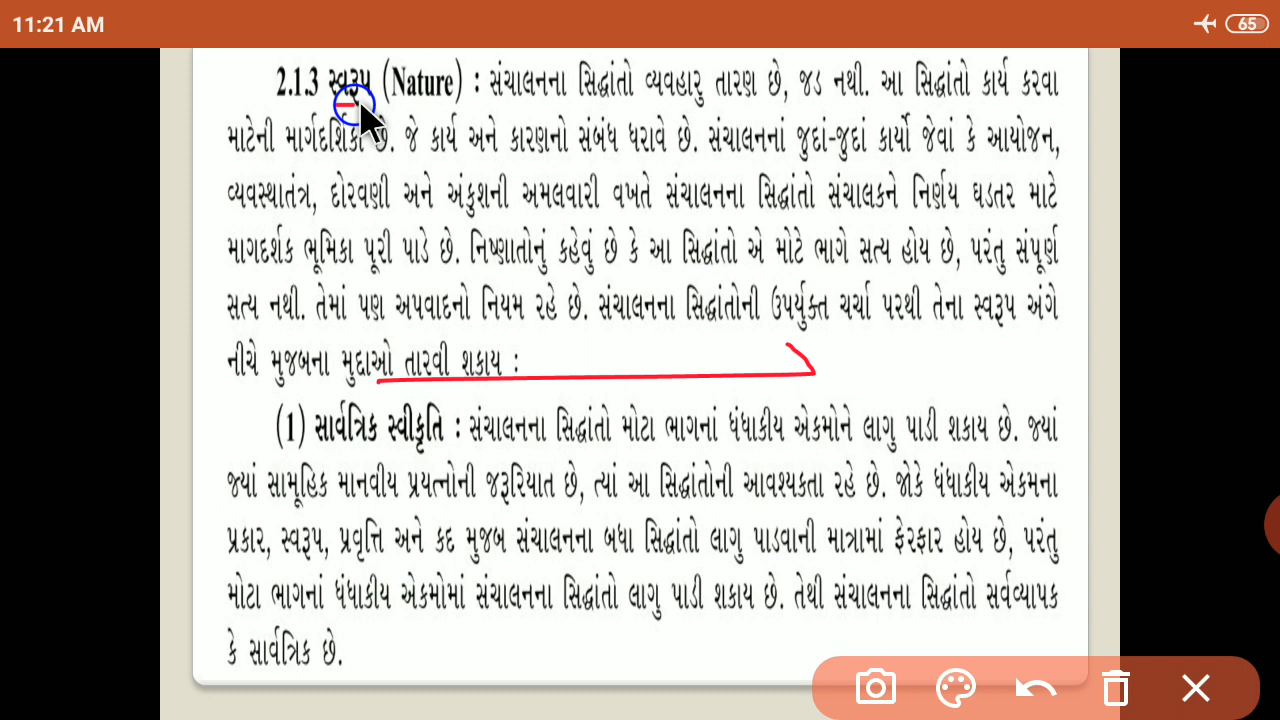 11:21 AM
65
2.1.3 સ્વરૂપ (Nature) : સંચાલનના સિદ્ધાંતો વ્યવહારુ તારણ છે, જડ નથી. આ સિદ્ધાંતો કાર્ય કરવા
માટેની માર્ગદર્શિકા છે. જે કાર્ય અને કારણનો સંબંધ ધરાવે છે. સંચાલનનાં જુદાં-જુદાં કાર્યો જેવાં કે આયોજન,
વ્યવસ્થાતંત્ર, દોરવણી અને અંકુશની અમલવારી વખતે સંચાલનના સિદ્ધાંતો સંચાલકને નિર્ણય ઘડતર માટે
માગદર્શક ભૂમિકા પૂરી પાડે છે. નિષ્ણાતોનું કહેવું છે કે આ સિદ્ધાંતો એ મોટે ભાગે સત્ય હોય છે, પરંતુ સંપૂર્ણ
સત્ય નથી. તેમાં પણ અપવાદનો નિયમ રહે છે. સંચાલનના સિદ્ધાંતોની ઉપર્યુક્ત ચર્ચા પરથી તેના સ્વરૂપ અંગે
નીચે મુજબના મુદ્દાઓ તારવી શકાય :
(1) સાર્વત્રિક સ્વીકૃતિ : સંચાલનના સિદ્ધાંતો મોટા ભાગનાં ધંધાકીય એકમોને લાગુ પાડી શકાય છે. જ્યાં
જ્યાં સામૂહિક માનવીય પ્રયત્નોની જરૂરિયાત છે, ત્યાં આ સિદ્ધાંતોની આવશ્યકતા રહે છે. જોકે ધંધાકીય એકમના
પ્રકાર, સ્વરૂપ, પ્રવૃત્તિ અને કદ મુજબ સંચાલનના બધા સિદ્ધાંતો લાગુ પાડવાની માત્રામાં ફેરફાર હોય છે, પરંતુ
મોટા ભાગનાં ધંધાકીય એકમોમાં સંચાલનના સિદ્ધાંતો લાગુ પાડી શકાય છે. તેથી સંચાલનના સિદ્ધાંતો સર્વવ્યાપક
કે સાર્વત્રિક છે.